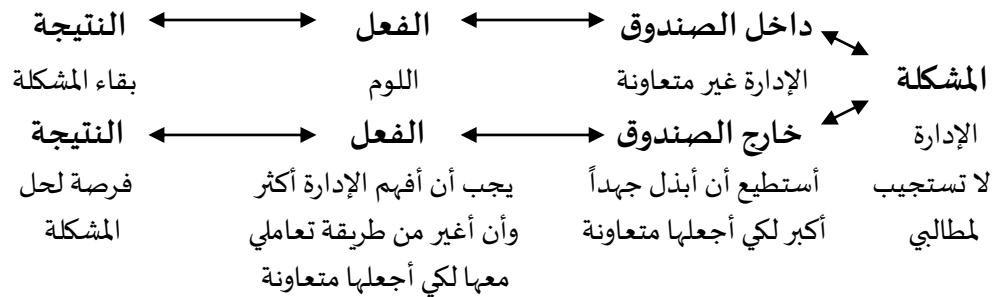 داخل الصندوق الفعل النتيجة
المشكلة الإدارة غير متعاونة اللوم بقاء المشكلة
الإدارة خارج الصندوق الفعل النتيجة
لا تستجيب أستطيع أن أبذل جهداً يجب أن أفهم الإدارة أكثر فرصة لحل
لمطالبي أكبر لكي أجعلها متعاونة وأن أغير من طريقة تعاملي المشكلة
معها لكي أجعلها متعاونة